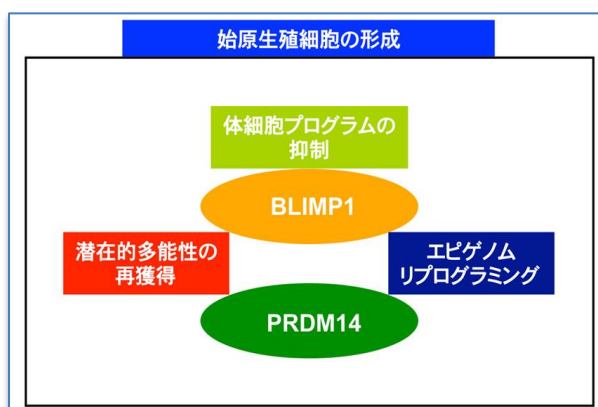 始原生殖細胞の形成
体細胞プログラムの
抑制
BLIMP1
潜在的多能性の
再獲得
エピゲノム
リプログラミング
PRDM14